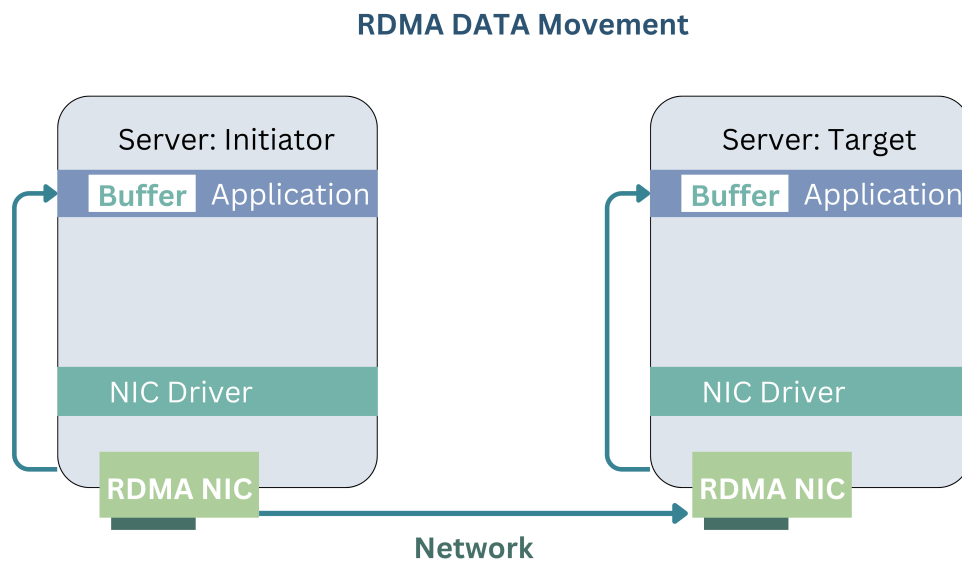 RDMA DATA Movement
Server: Initiator
Buffer Application
NIC Driver
RDMA NIC
Server: Target
Buffer Application
NIC Driver
RDMA NIC
Network